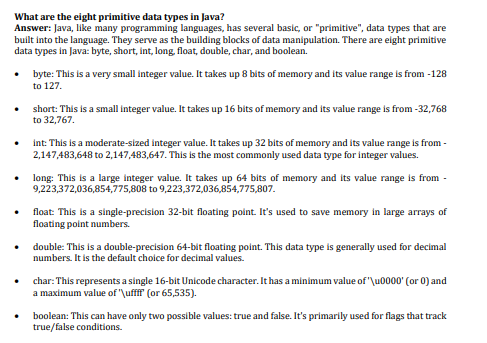 What are the eight primitive data types in Java?
Answer: Java, like many programming languages, has several basic, or "primitive", data types that are
built into the language. They serve as the building blocks of data manipulation. There are eight primitive
data types in Java: byte, short, int, long, float, double, char, and boolean.
• byte: This is a very small integer value. It takes up 8 bits of memory and its value range is from -128
to 127.
• short: This is a small integer value. It takes up 16 bits of memory and its value range is from -32,768
to 32,767.
• int: This is a moderate-sized integer value. It takes up 32 bits of memory and its value range is from -
2,147,483,648 to 2,147,483,647. This is the most commonly used data type for integer values.
• long: This is a large integer value. It takes up 64 bits of memory and its value range is from -
9,223,372,036,854,775,808 to 9,223,372,036,854,775,807.
• float: This is a single-precision 32-bit floating point. It's used to save memory in large arrays of
floating point numbers.
• double: This is a double-precision 64-bit floating point. This data type is generally used for decimal
numbers. It is the default choice for decimal values.
• char: This represents a single 16-bit Unicode character. It has a minimum value of '\u0000' (or 0) and
a maximum value of '\uffff' (or 65,535).
• boolean: This can have only two possible values: true and false. It's primarily used for flags that track
true/false conditions.